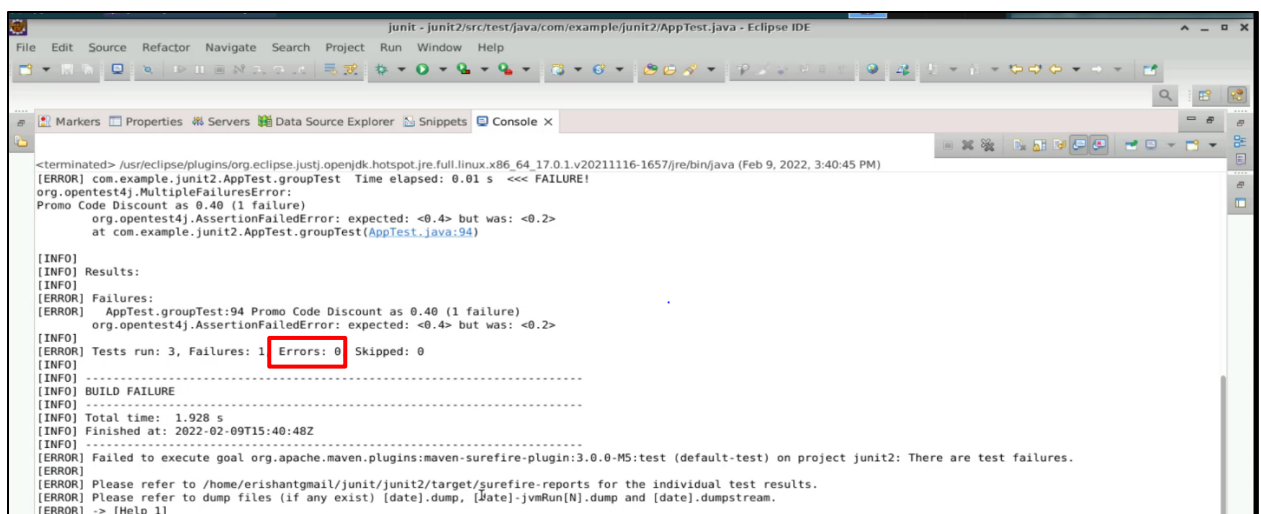 junit - junit2/src/test/java/com/example/junit2/AppTest.java - Eclipse IDE
File Edit Source Refactor Navigate Search Project Run Window Help
Markers Properties Servers Data Source Explorer Snippets Console
<terminated> /usr/eclipse/plugins/org.eclipse.justj.openjdk.hotspot.jre.full.linux.x86_64_17.0.1.v20211116-1657/jre/bin/java (Feb 9, 2022, 3:40:45 PM)
[ERROR] com.example.junit2.AppTest.groupTest Time elapsed: 0.01 s <<< FAILURE!
org.opentest4j.MultipleFailuresError:
Promo Code Discount as 0.40 (1 failure)
org.opentest4j.AssertionFailedError: expected: <0.4> but was: <0.2>
at com.example.junit2.AppTest.groupTest(AppTest.java:94)
[INFO]
[INFO] Results:
[INFO]
[ERROR] Failures:
[ERROR] AppTest.groupTest:94 Promo Code Discount as 0.40 (1 failure)
org.opentest4j.AssertionFailedError: expected: <0.4> but was: <0.2>
[INFO]
[ERROR] Tests run: 3, Failures: 1, Errors: 0, Skipped: 0
[INFO]
[INFO] ------------------------------------------------------------------------
[INFO] BUILD FAILURE
[INFO] ------------------------------------------------------------------------
[INFO] Total time: 1.928 s
[INFO] Finished at: 2022-02-09T15:40:48Z
[INFO] ------------------------------------------------------------------------
[ERROR] Failed to execute goal org.apache.maven.plugins:maven-surefire-plugin:3.0.0-M5:test (default-test) on project junit2: There are test failures.
[ERROR]
[ERROR] Please refer to /home/erishantgmail/junit/junit2/target/surefire-reports for the individual test results.
[ERROR] Please refer to dump files (if any exist) [date].dump, [date]-jvmRun[N].dump and [date].dumpstream.
[ERROR] -> [Help 1]